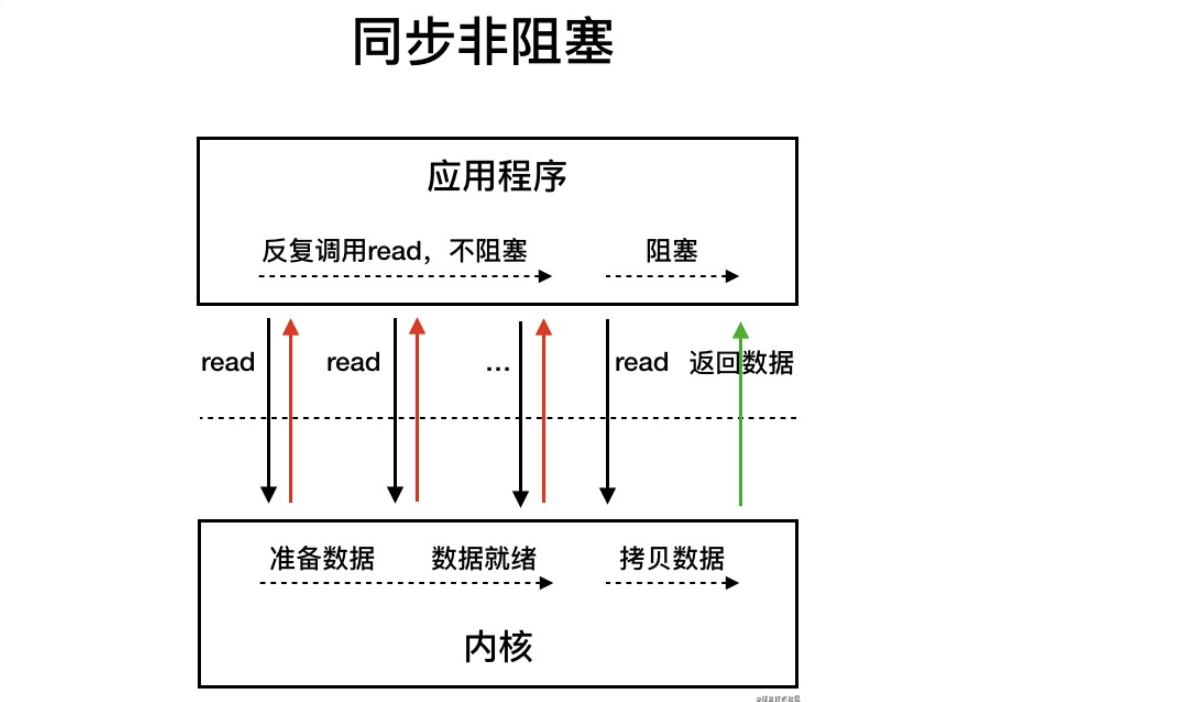 同步非阻塞
应用程序
反复调用read，不阻塞
阻塞
read
read
...
read
返回数据
准备数据
数据就绪
拷贝数据
内核